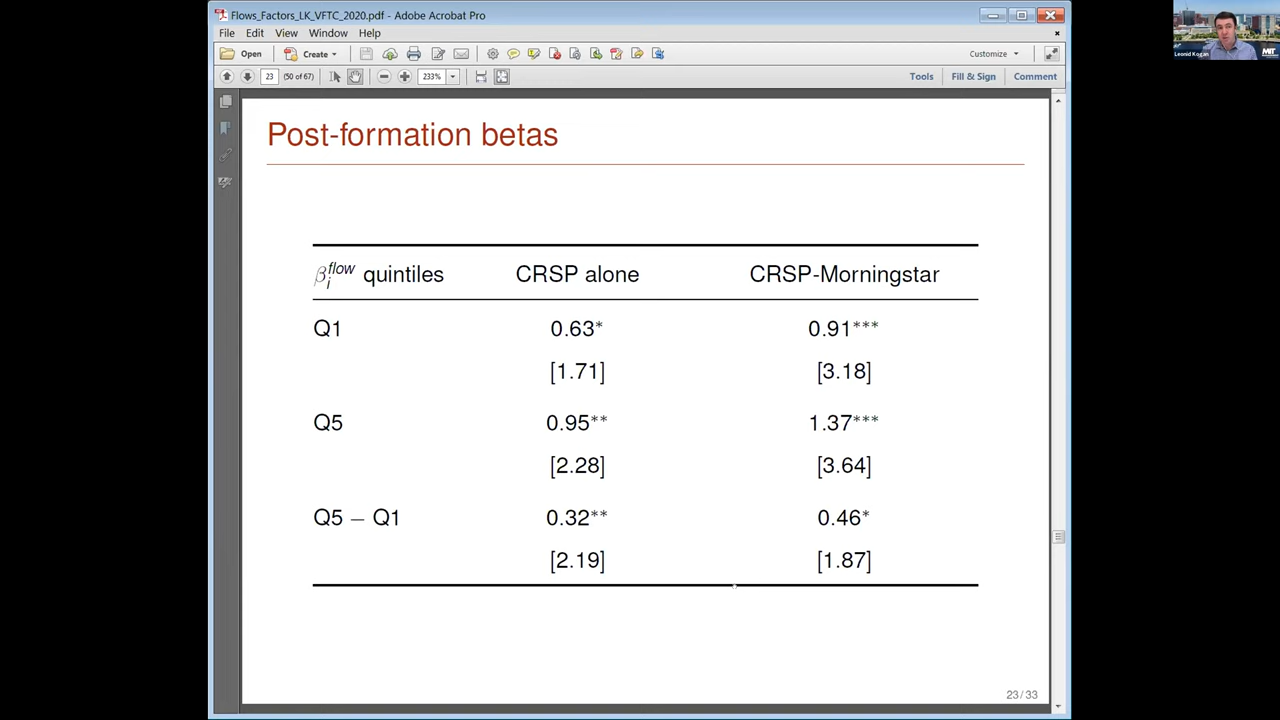 Flows_Factors_LK_VFTC_2020.pdf - Adobe Acrobat Pro
File Edit View Window Help
Open Create Customize
23 (50 of 67) 233% Tools Fill & Sign Comment
Post-formation betas
β_i^flow quintiles CRSP alone CRSP-Morningstar
Q1 0.63* 0.91***
[1.71] [3.18]
Q5 0.95** 1.37***
[2.28] [3.64]
Q5 − Q1 0.32** 0.46*
[2.19] [1.87]
23 / 33
Leonid Kogan
MIT